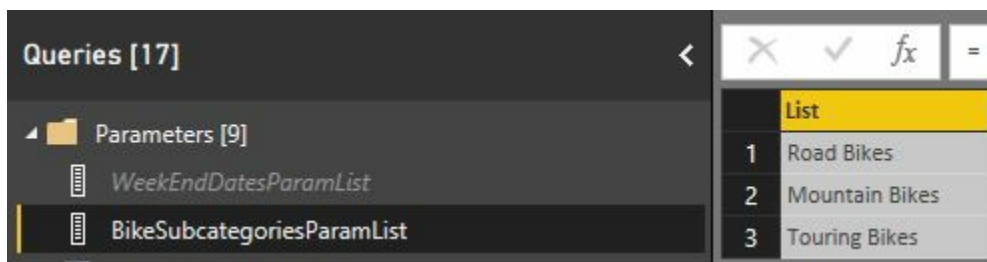 Queries [17]
fx =
Parameters [9]
WeekEndDatesParamList
BikeSubcategoriesParamList
List
1 Road Bikes
2 Mountain Bikes
3 Touring Bikes